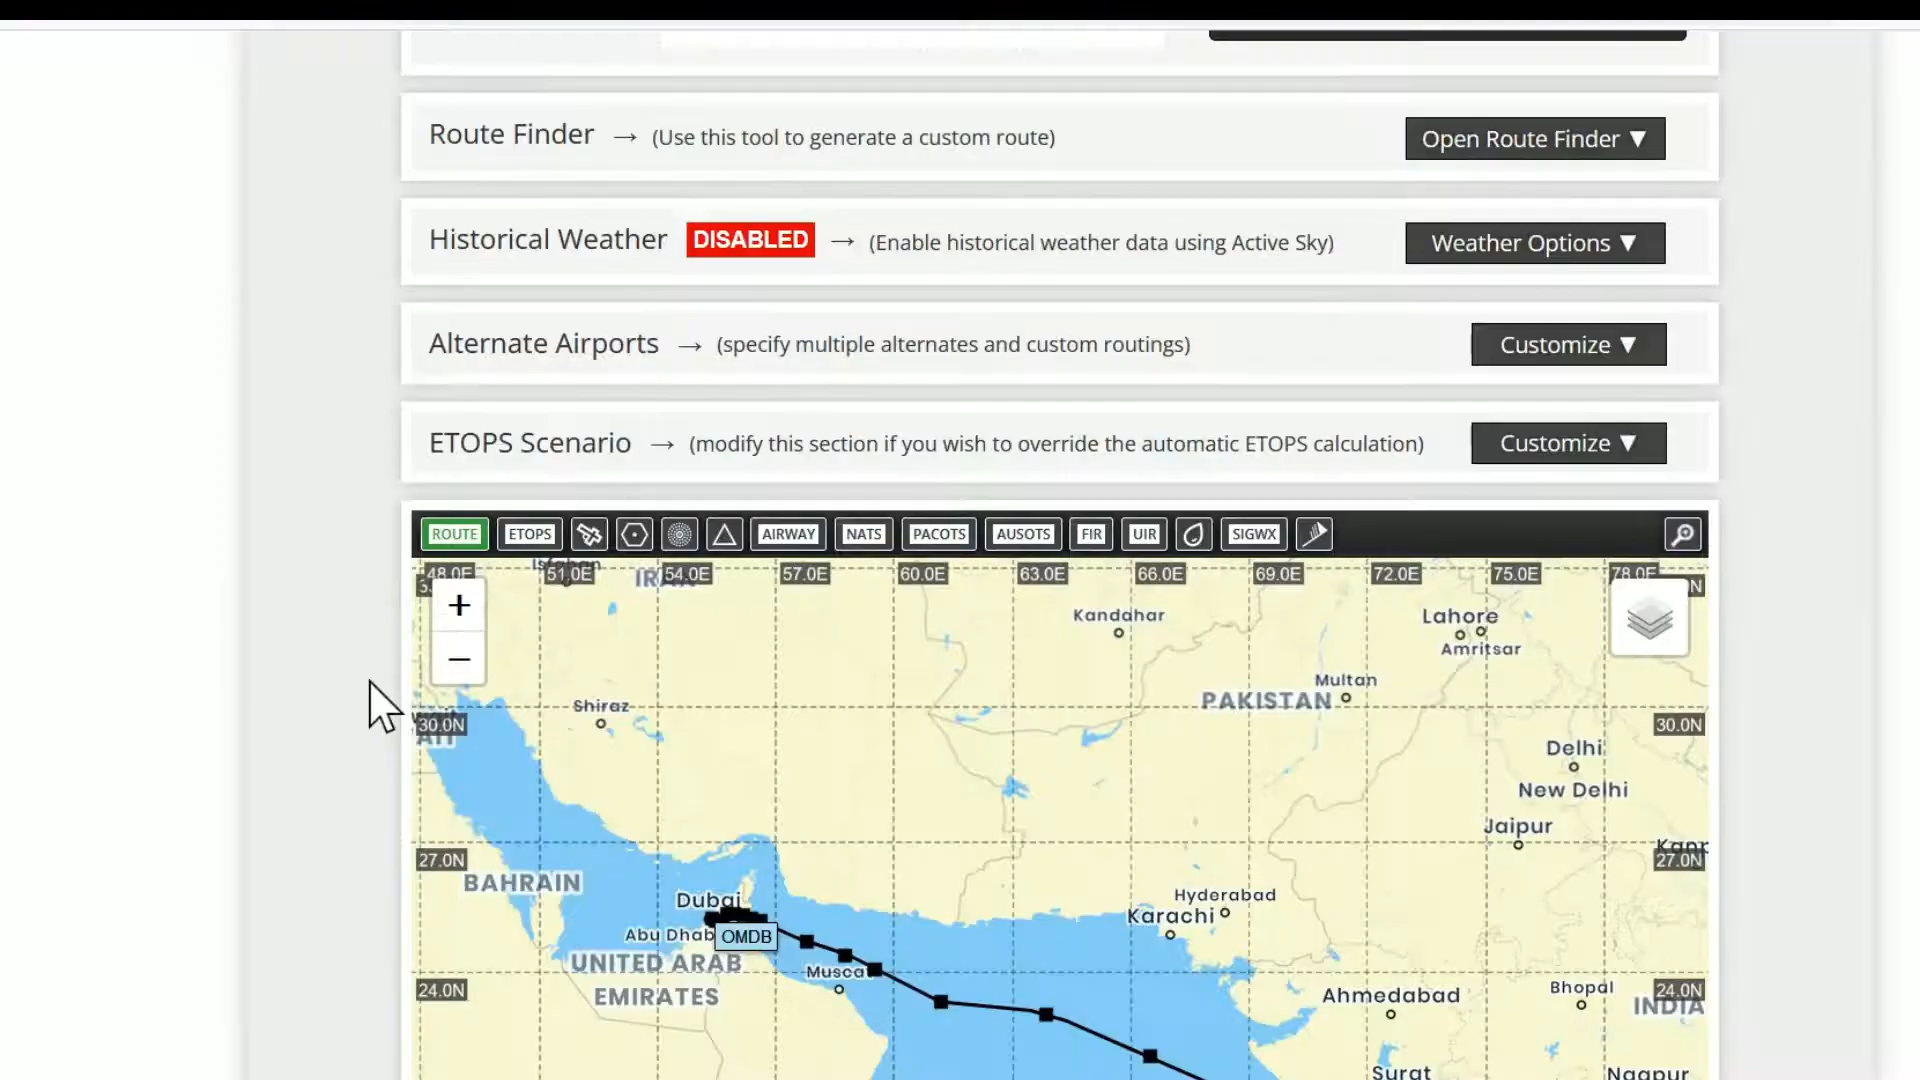 Route Finder → (Use this tool to generate a custom route)
Open Route Finder ▼
Historical Weather DISABLED → (Enable historical weather data using Active Sky)
Weather Options ▼
Alternate Airports → (specify multiple alternates and custom routings)
Customize ▼
ETOPS Scenario → (modify this section if you wish to override the automatic ETOPS calculation)
Customize ▼
ROUTE ETOPS AIRWAY NATS PACOTS AUSOTS FIR UIR SIGWX
48.0E 51.0E 54.0E 57.0E 60.0E 63.0E 66.0E 69.0E 72.0E 75.0E 78.0E
+
−
Kandahar
Lahore
Amritsar
Multan
PAKISTAN
Shiraz
30.0N
30.0N
Delhi
New Delhi
Jaipur
27.0N
27.0N
BAHRAIN
Dubai
Hyderabad
Karachi
OMDB
UNITED ARAB
EMIRATES
24.0N
Ahmedabad
Bhopal
24.0N
INDIA
Surat
Nagpur